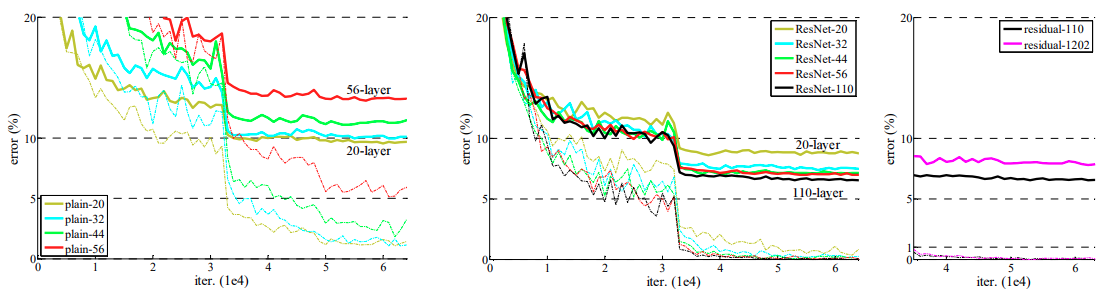 20
10
5
0
error (%)
0
1
2
3
4
5
6
iter. (1e4)
56-layer
20-layer
plain-20
plain-32
plain-44
plain-56
20
10
5
0
error (%)
0
1
2
3
4
5
6
iter. (1e4)
20-layer
110-layer
ResNet-20
ResNet-32
ResNet-44
ResNet-56
ResNet-110
20
10
5
1
0
error (%)
4
5
6
iter. (1e4)
residual-110
residual-1202